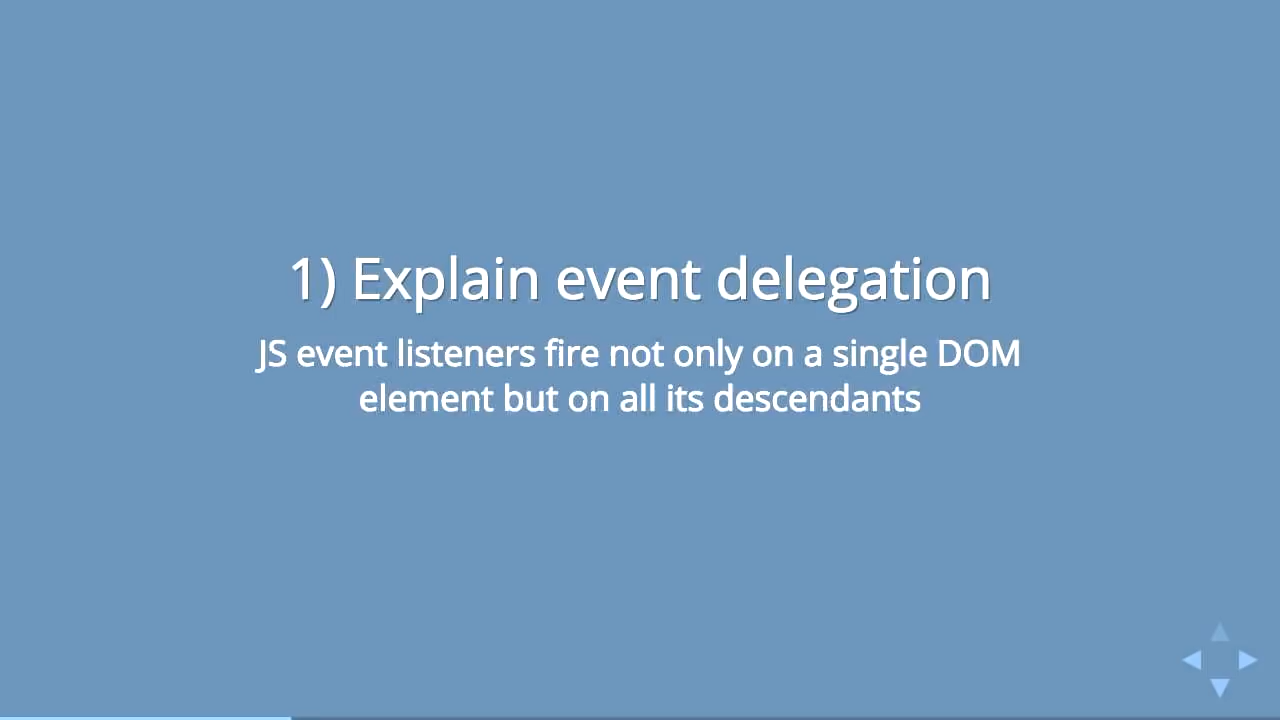 1) Explain event delegation
JS event listeners fire not only on a single DOM
element but on all its descendants